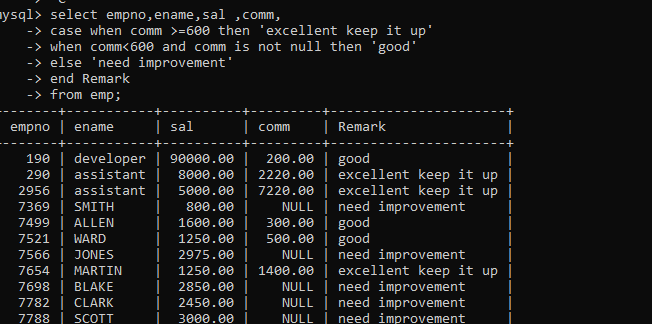 mysql> select empno,ename,sal ,comm,
-> case when comm >=600 then 'excellent keep it up'
-> when comm<600 and comm is not null then 'good'
-> else 'need improvement'
-> end Remark
-> from emp;
--------+-----------+----------+---------+----------------------+
empno | ename | sal | comm | Remark |
--------+-----------+----------+---------+----------------------+
190 | developer | 90000.00 | 200.00 | good |
290 | assistant | 8000.00 | 2220.00 | excellent keep it up |
2956 | assistant | 5000.00 | 7220.00 | excellent keep it up |
7369 | SMITH | 800.00 | NULL | need improvement |
7499 | ALLEN | 1600.00 | 300.00 | good |
7521 | WARD | 1250.00 | 500.00 | good |
7566 | JONES | 2975.00 | NULL | need improvement |
7654 | MARTIN | 1250.00 | 1400.00 | excellent keep it up |
7698 | BLAKE | 2850.00 | NULL | need improvement |
7782 | CLARK | 2450.00 | NULL | need improvement |
7788 | SCOTT | 3000.00 | NULL | need improvement |